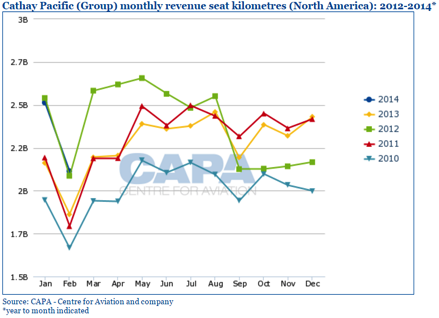 Cathay Pacific (Group) monthly revenue seat kilometres (North America): 2012-2014*
3B
2.7B
2.5B
2.2B
2B
1.7B
1.5B
Jan Feb Mar Apr May Jun Jul Aug Sep Oct Nov Dec
2014
2013
2012
2011
2010
CAPA
CENTRE FOR AVIATION
Source: CAPA - Centre for Aviation and company
*year to month indicated